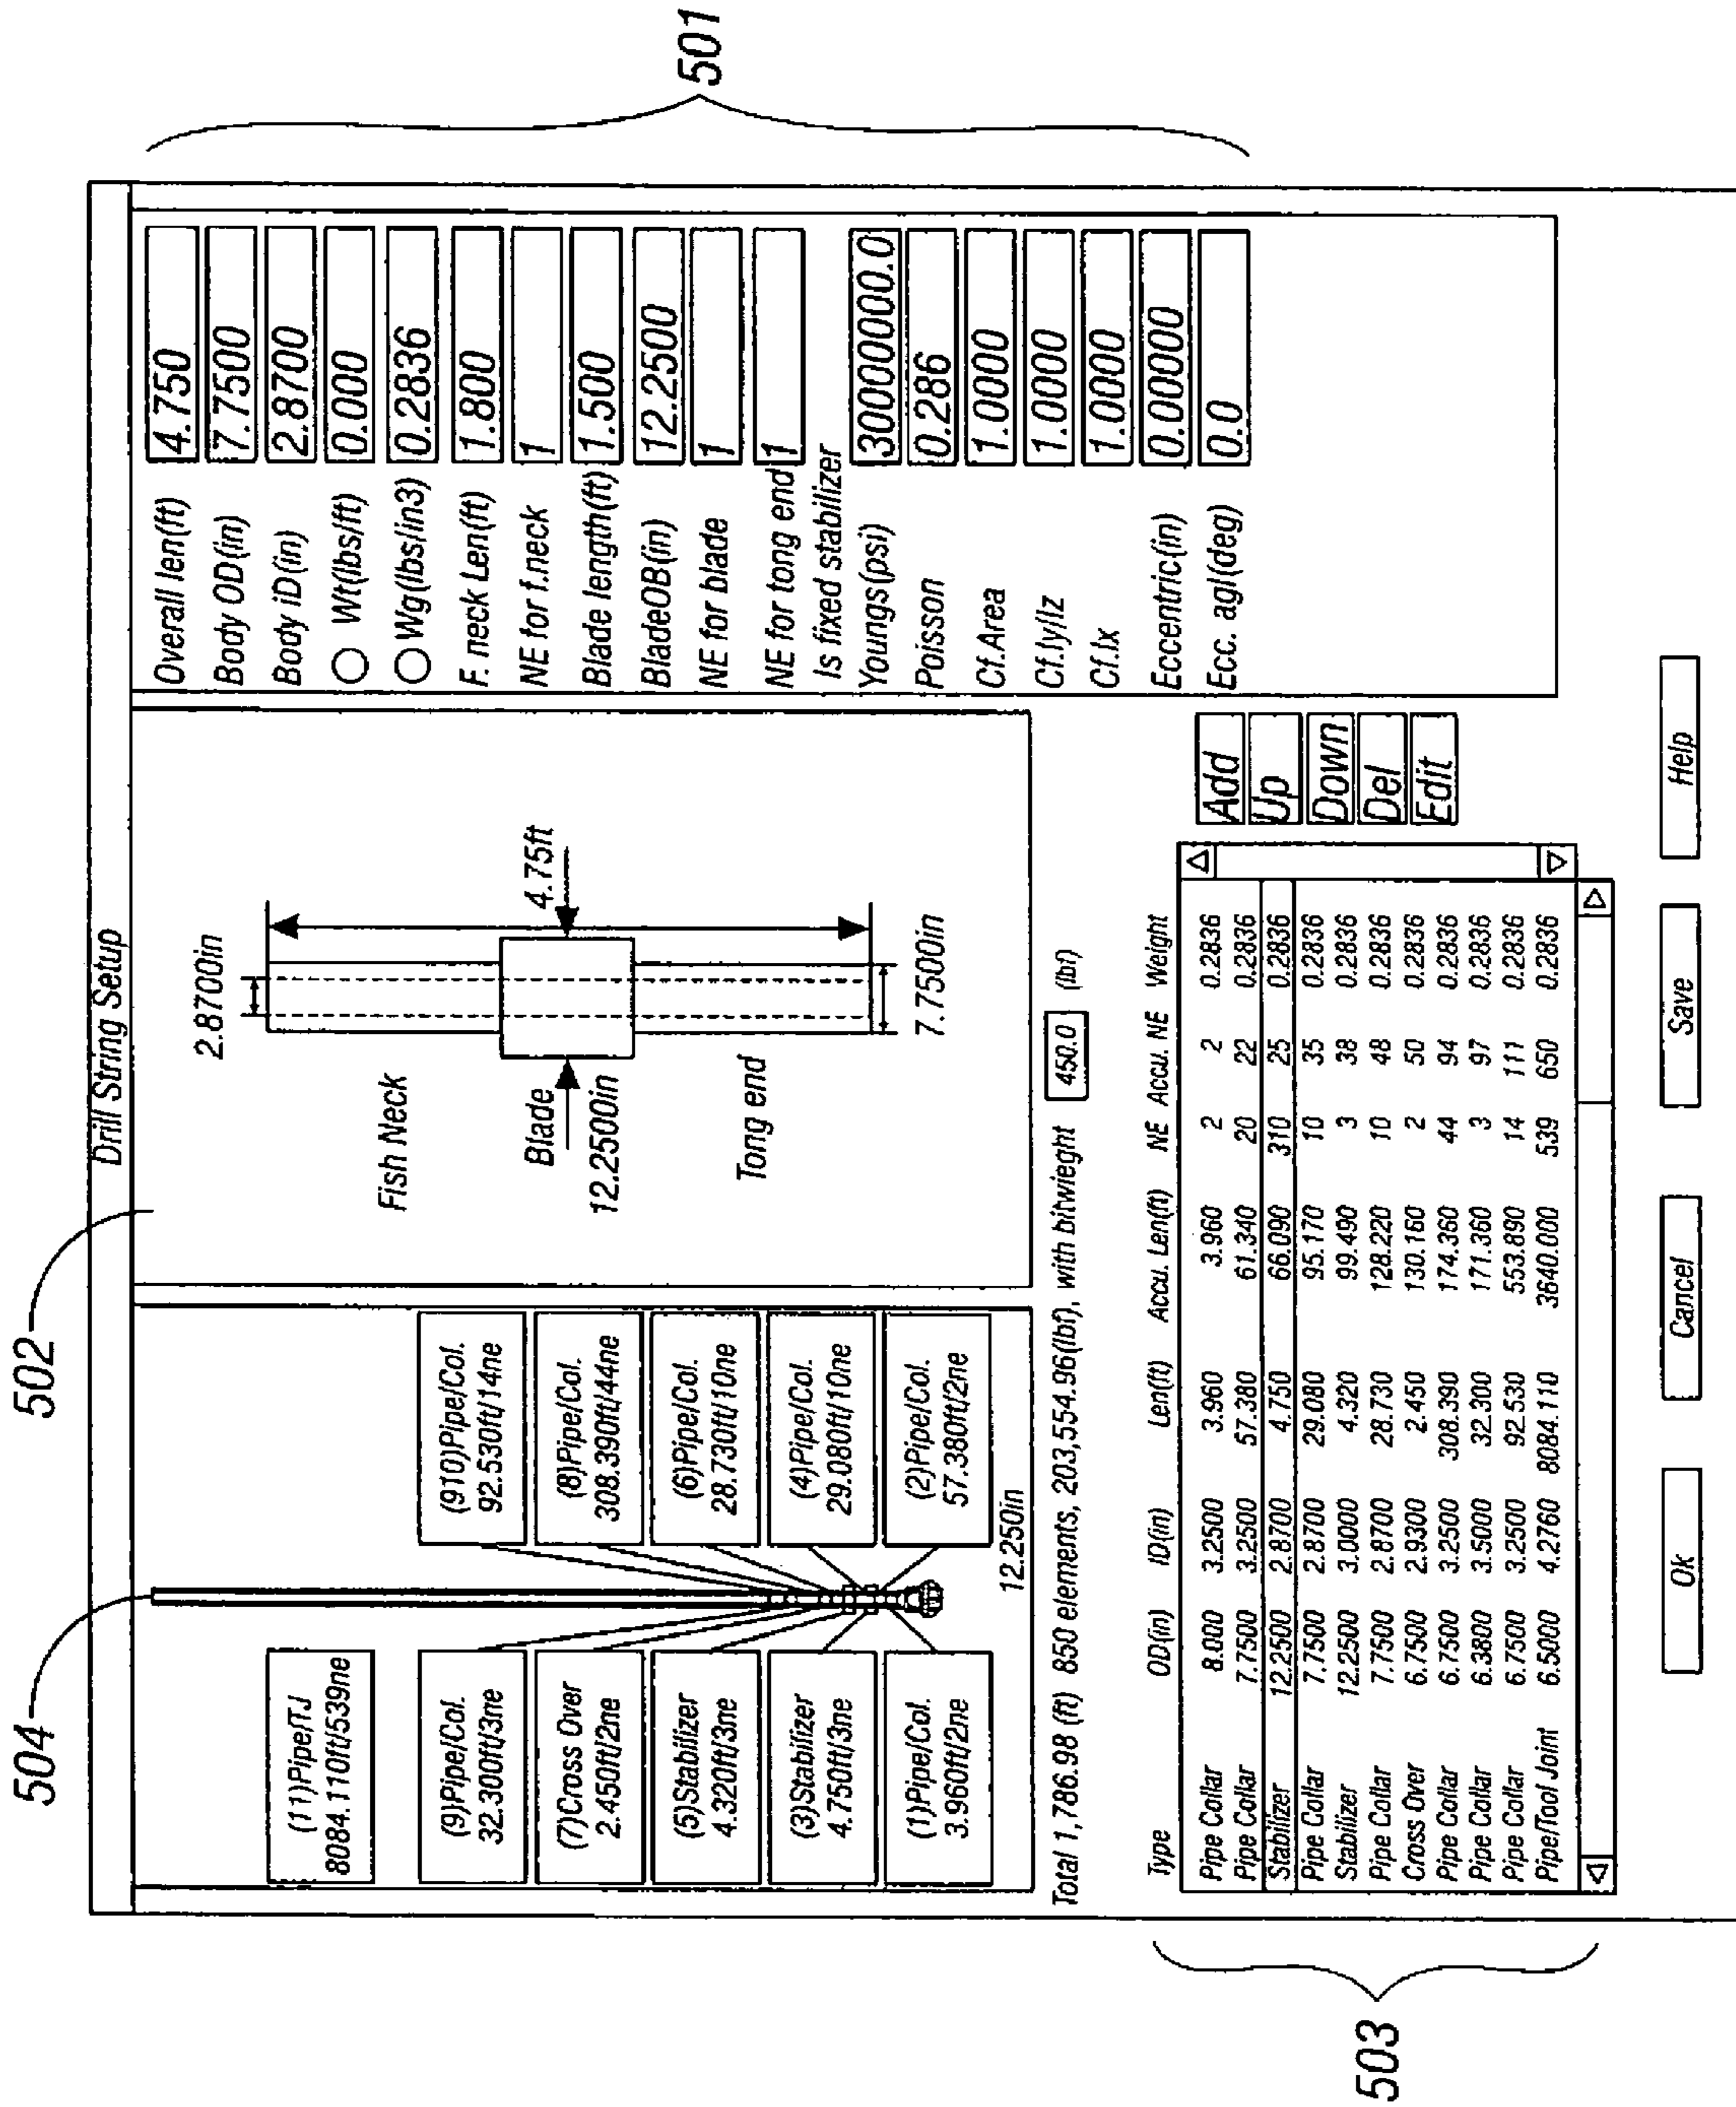 504
502
Drill String Setup
(11)Pipe/TJ
8084.110ft/539ne
(9)Pipe/Col.
32.300ft/3ne
(7)Cross Over
2.450ft/2ne
(5)Stabilizer
4.320ft/3ne
(3)Stabilizer
4.750ft/3ne
(1)Pipe/Col.
3.960ft/2ne
(910)Pipe/Col.
92.530ft/14ne
(8)Pipe/Col.
308.390ft/44ne
(6)Pipe/Col.
28.730ft/10ne
(4)Pipe/Col.
29.080ft/10ne
(2)Pipe/Col.
57.380ft/2ne
12.250in
2.8700in
Fish Neck
Blade
12.2500in
4.75ft
Tong end
7.7500in
Overall len(ft) 4.750
Body OD(in) 7.7500
Body iD(in) 2.8700
Wt(lbs/ft) 0.000
Wg(lbs/in3) 0.2836
F. neck Len(ft) 1.800
NE for f.neck 1
Blade length(ft) 1.500
BladeOB(in) 12.2500
NE for blade 1
NE for tong end 1
Is fixed stabilizer
Youngs(psi) 30000000.0
Poisson 0.286
Cf.Area 1.0000
Cf.Iy/Iz 1.0000
Cf.Ix 1.0000
Eccentric(in) 0.00000
Ecc. agl(deg) 0.0
501
Total 1,786.98 (ft) 850 elements, 203,554.96(lbf), with bitwieght 450.0 (lbf)
Type OD(in) ID(in) Len(ft) Accu. Len(ft) NE Accu. NE Weight
Pipe Collar 8.000 3.2500 3.960 3.960 2 2 0.2836
Pipe Collar 7.7500 3.2500 57.380 61.340 20 22 0.2836
Stabilizer 12.2500 2.8700 4.750 66.090 310 25 0.2836
Pipe Collar 7.7500 2.8700 29.080 95.170 10 35 0.2836
Stabilizer 12.2500 3.0000 4.320 99.490 3 38 0.2836
Pipe Collar 7.7500 2.8700 28.730 128.220 10 48 0.2836
Cross Over 6.7500 2.9300 2.450 130.160 2 50 0.2836
Pipe Collar 6.7500 3.2500 308.390 174.360 44 94 0.2836
Pipe Collar 6.3800 3.5000 32.300 171.360 3 97 0.2836
Pipe Collar 6.7500 3.2500 92.530 553.890 14 111 0.2836
Pipe/Tool Joint 6.5000 4.2760 8084.110 3640.000 539 650 0.2836
Add
Up
Down
Del
Edit
503
Ok Cancel Save Help